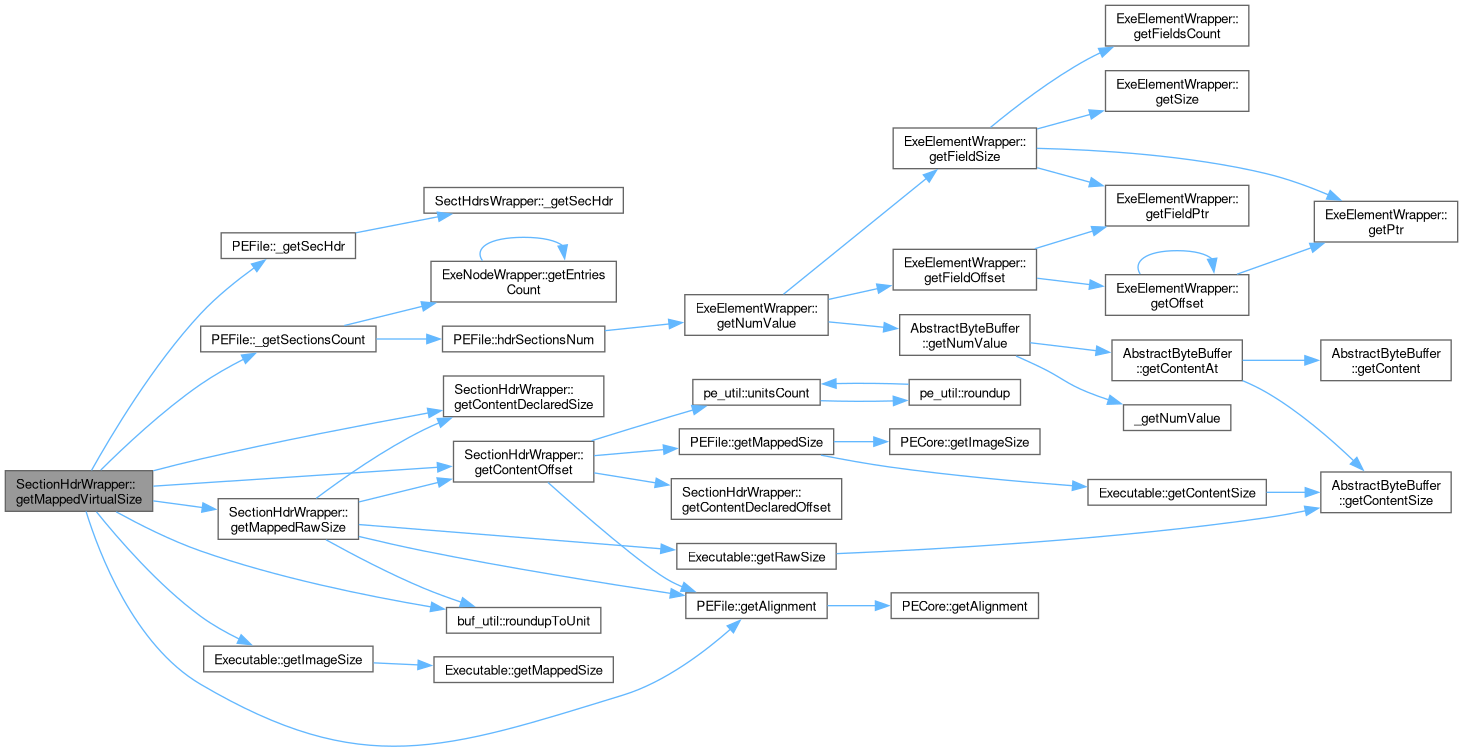 ExeElementWrapper::
getFieldsCount
ExeElementWrapper::
getSize
ExeElementWrapper::
getFieldSize
SectHdrsWrapper::_getSecHdr
ExeElementWrapper::
getFieldPtr
ExeElementWrapper::
getPtr
PEFile::_getSecHdr
ExeNodeWrapper::getEntries
Count
ExeElementWrapper::
getFieldOffset
ExeElementWrapper::
getOffset
ExeElementWrapper::
getNumValue
PEFile::_getSectionsCount
PEFile::hdrSectionsNum
AbstractByteBuffer
::getNumValue
AbstractByteBuffer
::getContentAt
AbstractByteBuffer
::getContent
SectionHdrWrapper::
getContentDeclaredSize
pe_util::unitsCount
pe_util::roundup
_getNumValue
SectionHdrWrapper::
getContentOffset
PEFile::getMappedSize
PECore::getImageSize
SectionHdrWrapper::
getMappedVirtualSize
SectionHdrWrapper::
getContentDeclaredOffset
Executable::getContentSize
AbstractByteBuffer
::getContentSize
SectionHdrWrapper::
getMappedRawSize
Executable::getRawSize
PEFile::getAlignment
PECore::getAlignment
buf_util::roundupToUnit
Executable::getImageSize
Executable::getMappedSize